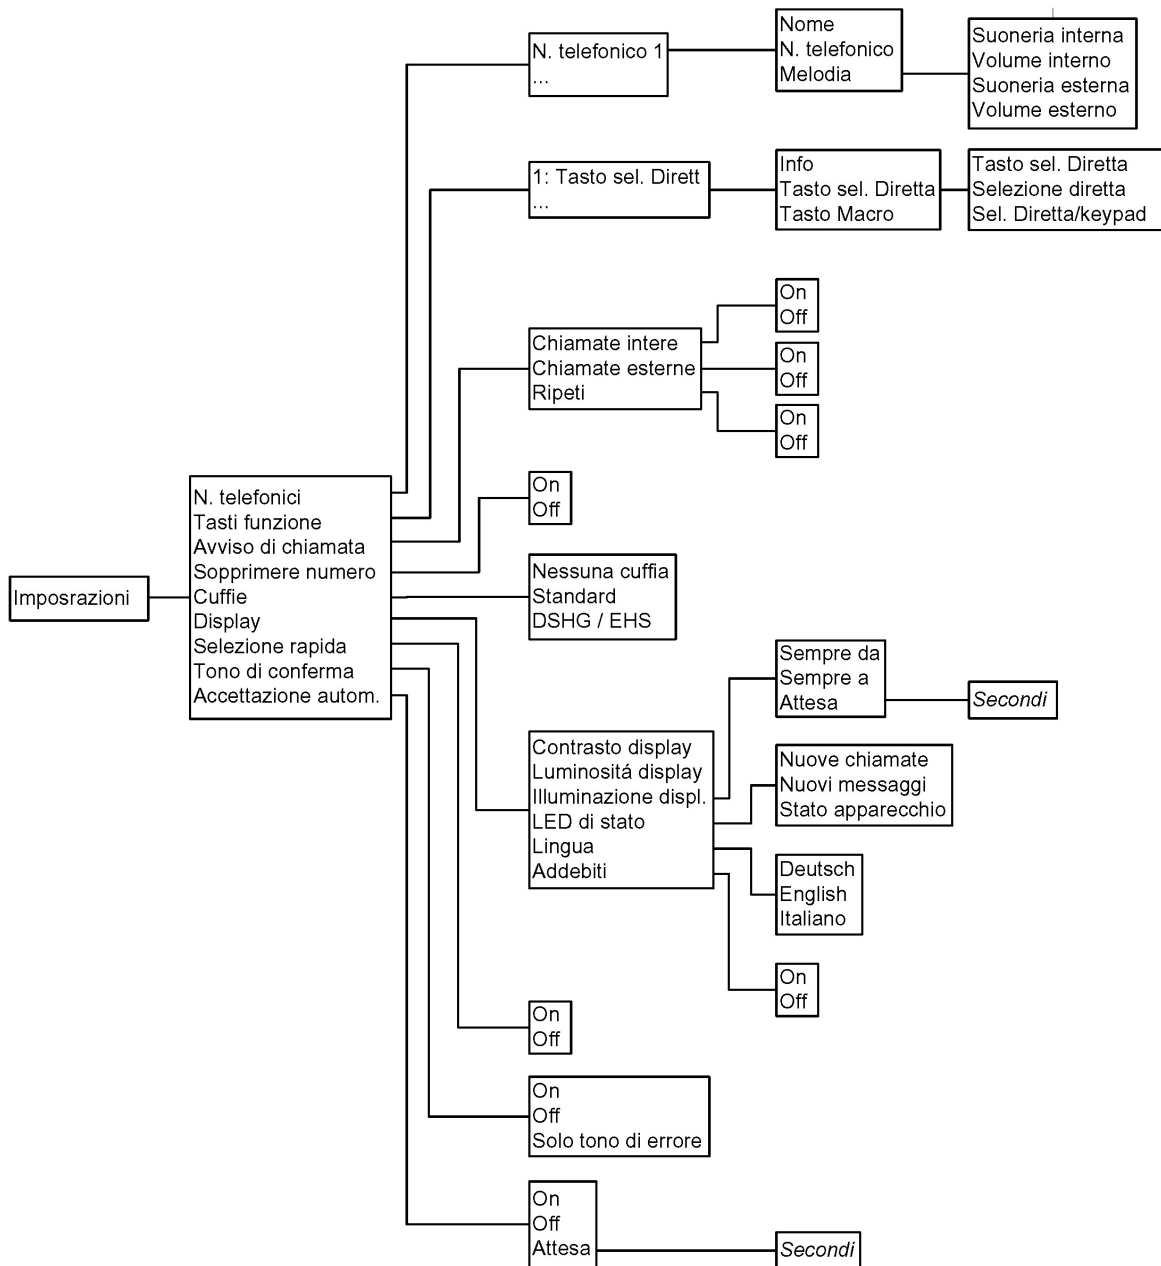 N. telefonico 1
...
Nome
N. telefonico
Melodia
Suoneria interna
Volume interno
Suoneria esterna
Volume esterno
1: Tasto sel. Dirett
...
Info
Tasto sel. Diretta
Tasto Macro
Tasto sel. Diretta
Selezione diretta
Sel. Diretta/keypad
Chiamate intere
Chiamate esterne
Ripeti
On
Off
On
Off
On
Off
Imposrazioni
N. telefonici
Tasti funzione
Avviso di chiamata
Sopprimere numero
Cuffie
Display
Selezione rapida
Tono di conferma
Accettazione autom.
On
Off
Nessuna cuffia
Standard
DSHG / EHS
Contrasto display
Luminositá display
Illuminazione displ.
LED di stato
Lingua
Addebiti
Sempre da
Sempre a
Attesa
Secondi
Nuove chiamate
Nuovi messaggi
Stato apparecchio
Deutsch
English
Italiano
On
Off
On
Off
On
Off
Solo tono di errore
On
Off
Attesa
Secondi